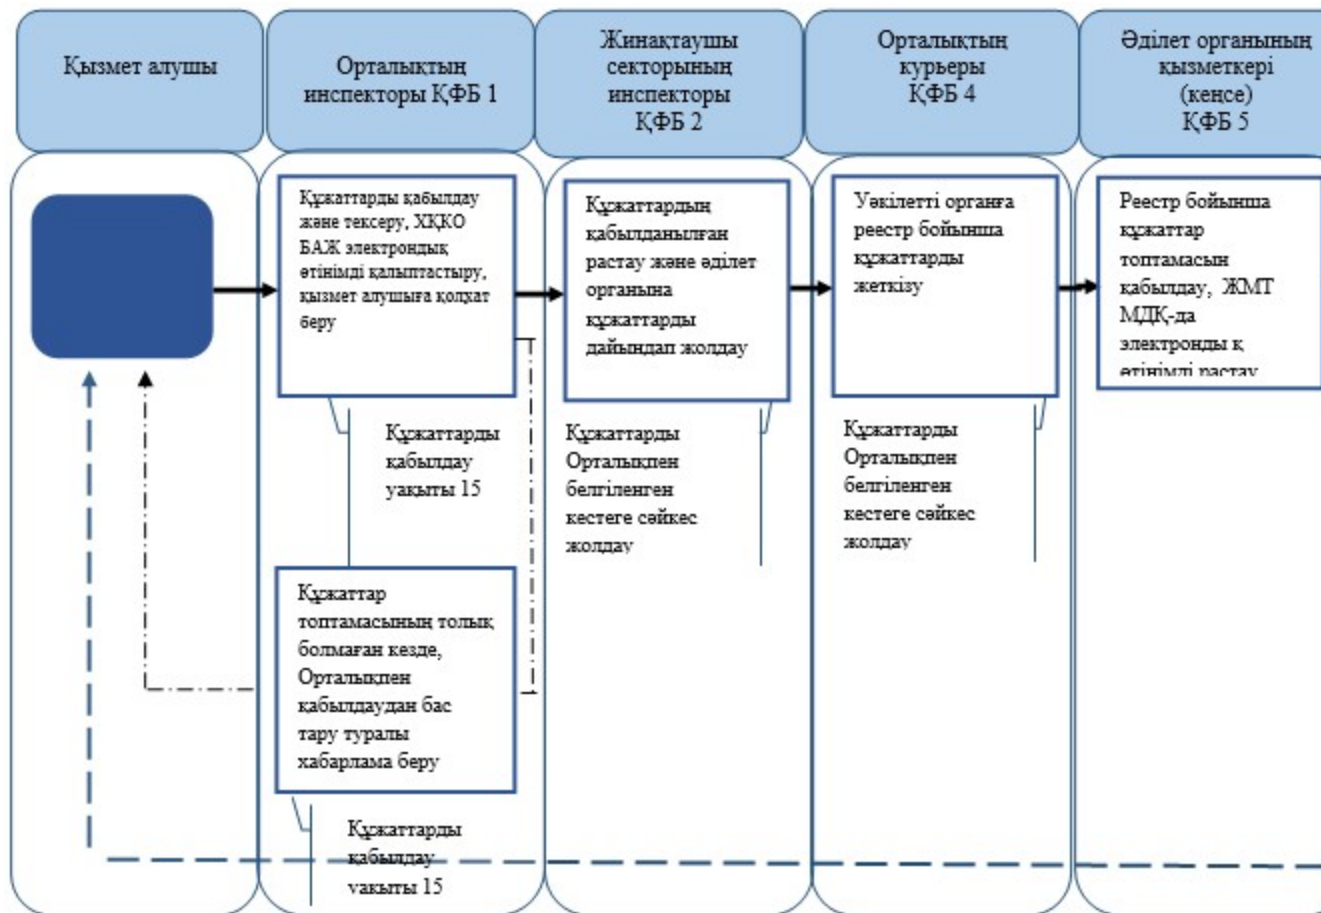 Қызмет алушы
Орталықтың
инспекторы ҚФБ 1
Жинақтаушы
секторының
инспекторы
ҚФБ 2
Орталықтың
курьеры
ҚФБ 4
Әділет органының
қызметкері
(кеңсе)
ҚФБ 5
Құжаттарды қабылдау
және тексеру, ХҚКО
БАЖ электрондық
өтінімді қалыптастыру,
қызмет алушыға қолхат
беру
Құжаттардың
қабылданылған
растау және әділет
органына
құжаттарды
дайындап жолдау
Уәкілетті органға
реестр бойынша
құжаттарды
жеткізу
Реестр бойынша
құжаттар
топтамасын
қабылдау, ЖМТ
МДҚ-да
электронды қ
өтінімді растау
Құжаттарды
қабылдау
уақыты 15
Құжаттарды
Орталықпен
белгіленген
кестеге сәйкес
жолдау
Құжаттарды
Орталықпен
белгіленген
кестеге сәйкес
жолдау
Құжаттар
топтамасының толық
болмаған кезде,
Орталықпен
қабылдаудан бас
тару туралы
хабарлама беру
Құжаттарды
қабылдау
уақыты 15